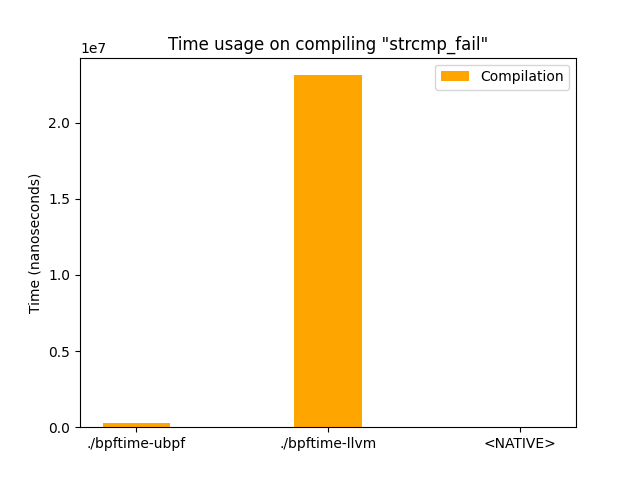 Time usage on compiling "strcmp_fail"
1e7
Compilation
2.0
1.5
1.0
0.5
0.0
Time (nanoseconds)
./bpftime-ubpf
./bpftime-llvm
<NATIVE>